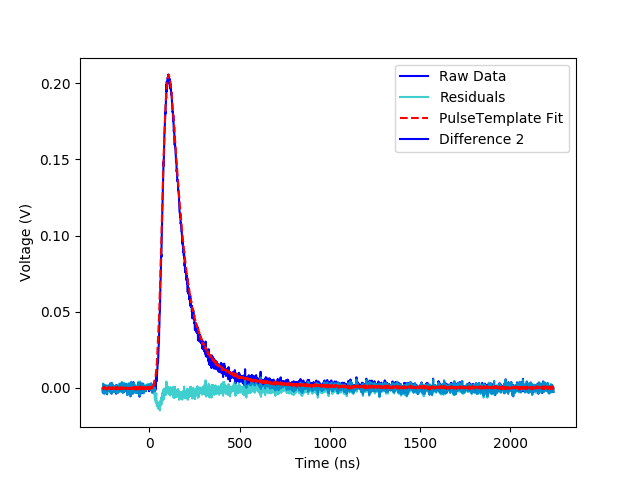 Raw Data
Residuals
PulseTemplate Fit
Difference 2
0.20
0.15
0.10
0.05
0.00
Voltage (V)
0
500
1000
1500
2000
Time (ns)